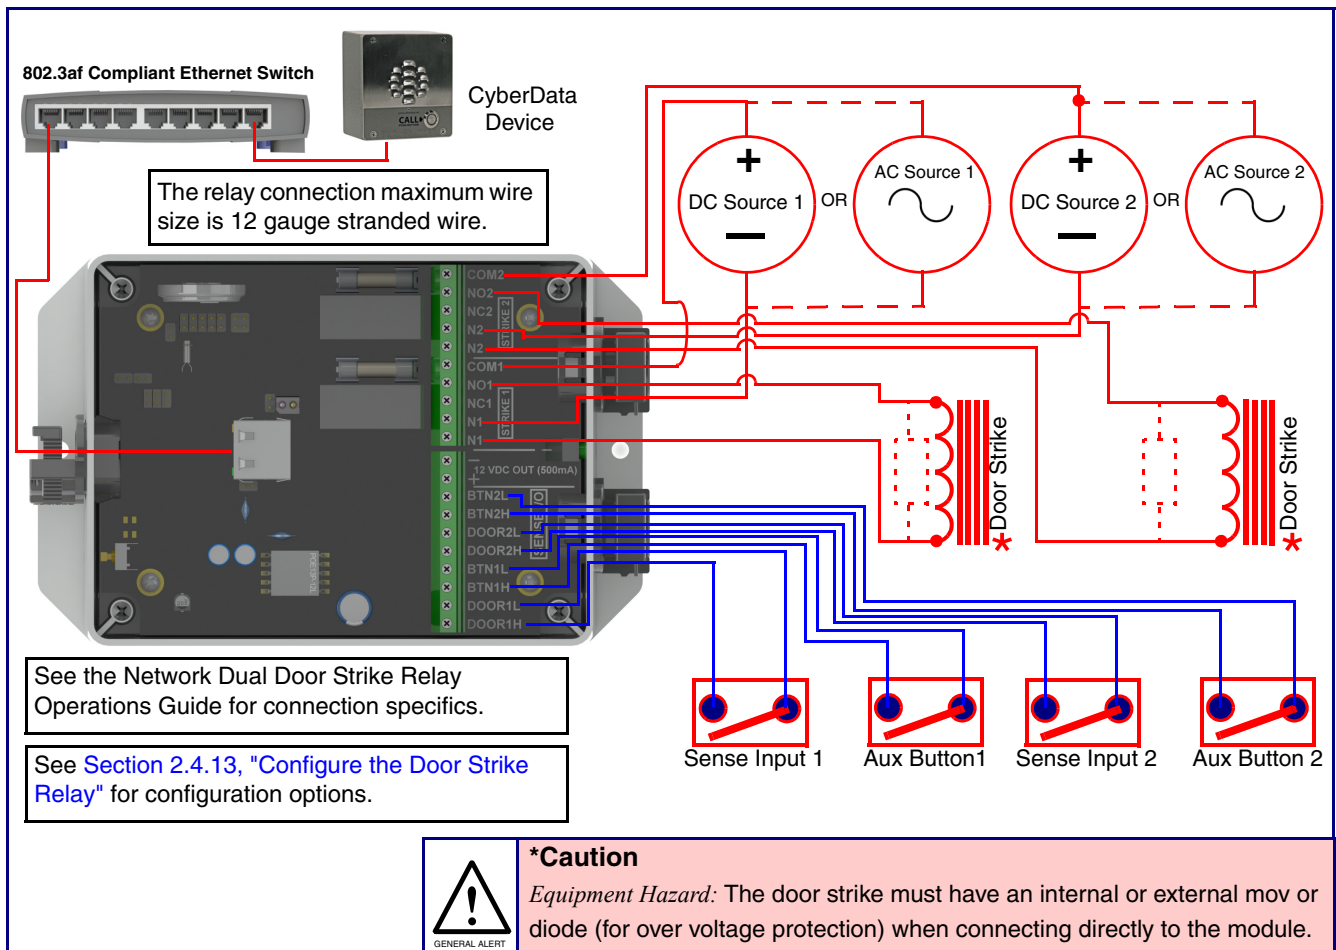 802.3af Compliant Ethernet Switch
CALL
CyberData
Device
The relay connection maximum wire
size is 12 gauge stranded wire.
+
DC Source 1
—
OR
AC Source 1
+
DC Source 2
—
OR
AC Source 2
COM2
NO2
NC2
N2
N2
STRIKE 2
COM1
NO1
NC1
N1
N1
STRIKE 1
−
+
12 VDC OUT (500mA)
BTN2L
BTN2H
DOOR2L
DOOR2H
BTN1L
BTN1H
DOOR1L
DOOR1H
SENSE I/O
POE13P-12L
*Door Strike
*Door Strike
Sense Input 1
Aux Button1
Sense Input 2
Aux Button 2
See the Network Dual Door Strike Relay
Operations Guide for connection specifics.
See Section 2.4.13, "Configure the Door Strike
Relay" for configuration options.
!
GENERAL ALERT
*Caution
Equipment Hazard: The door strike must have an internal or external mov or
diode (for over voltage protection) when connecting directly to the module.